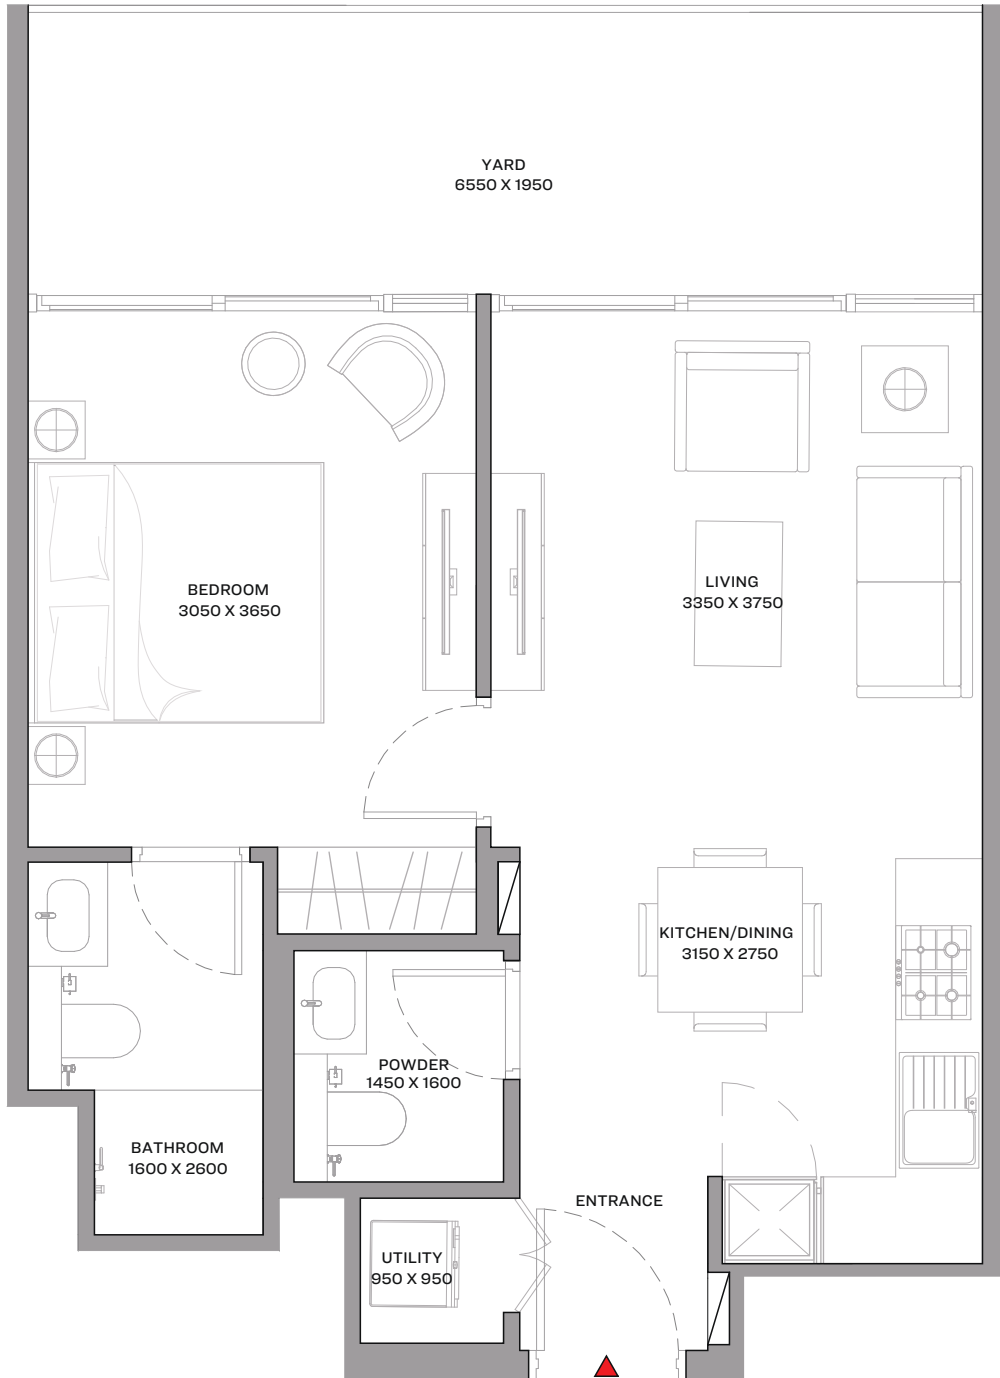 YARD
6550 X 1950
BEDROOM
3050 X 3650
LIVING
3350 X 3750
KITCHEN/DINING
3150 X 2750
POWDER
1450 X 1600
BATHROOM
1600 X 2600
ENTRANCE
UTILITY
950 X 950